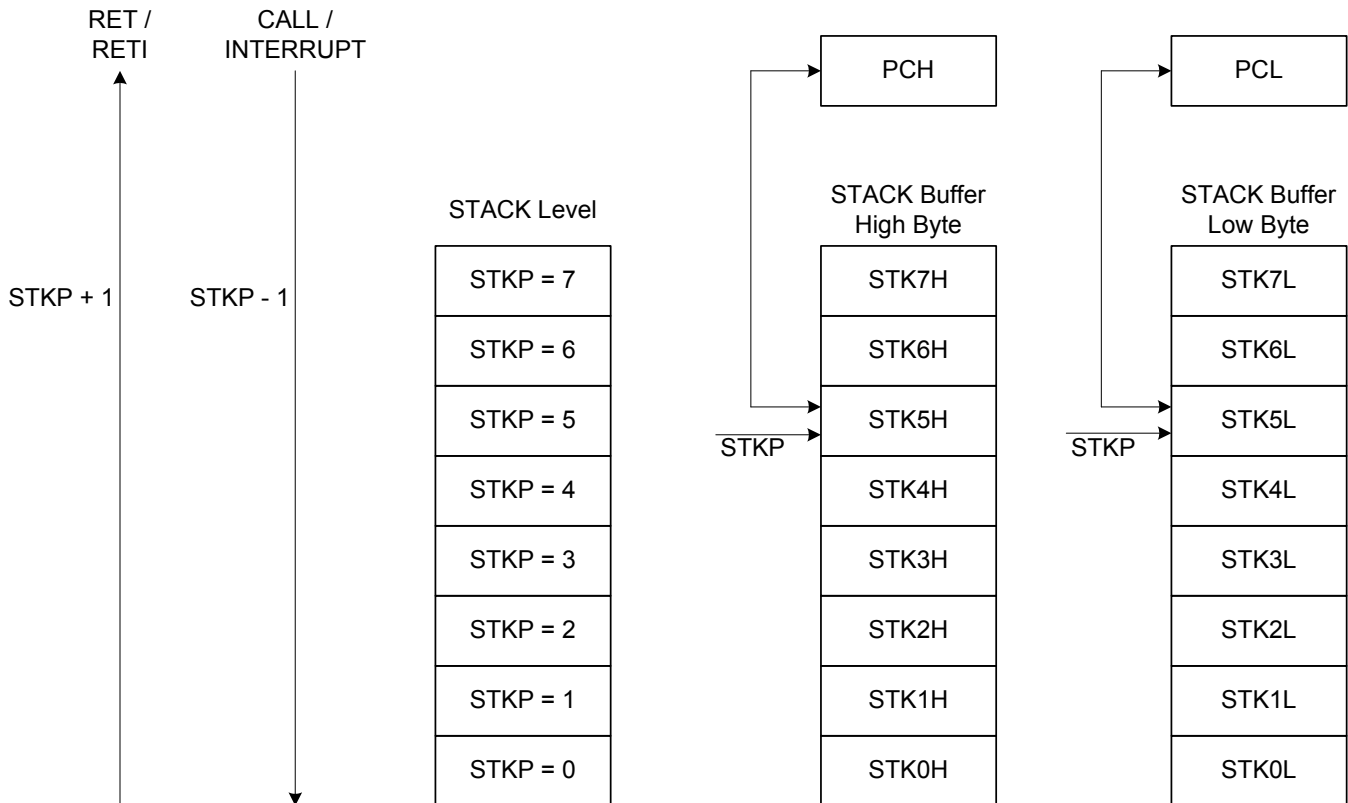 RET /
RETI
CALL /
INTERRUPT
PCH
PCL
STACK Level
STACK Buffer
High Byte
STACK Buffer
Low Byte
STKP + 1
STKP - 1
STKP = 7
STK7H
STK7L
STKP = 6
STK6H
STK6L
STKP = 5
STK5H
STK5L
STKP
STKP
STKP = 4
STK4H
STK4L
STKP = 3
STK3H
STK3L
STKP = 2
STK2H
STK2L
STKP = 1
STK1H
STK1L
STKP = 0
STK0H
STK0L